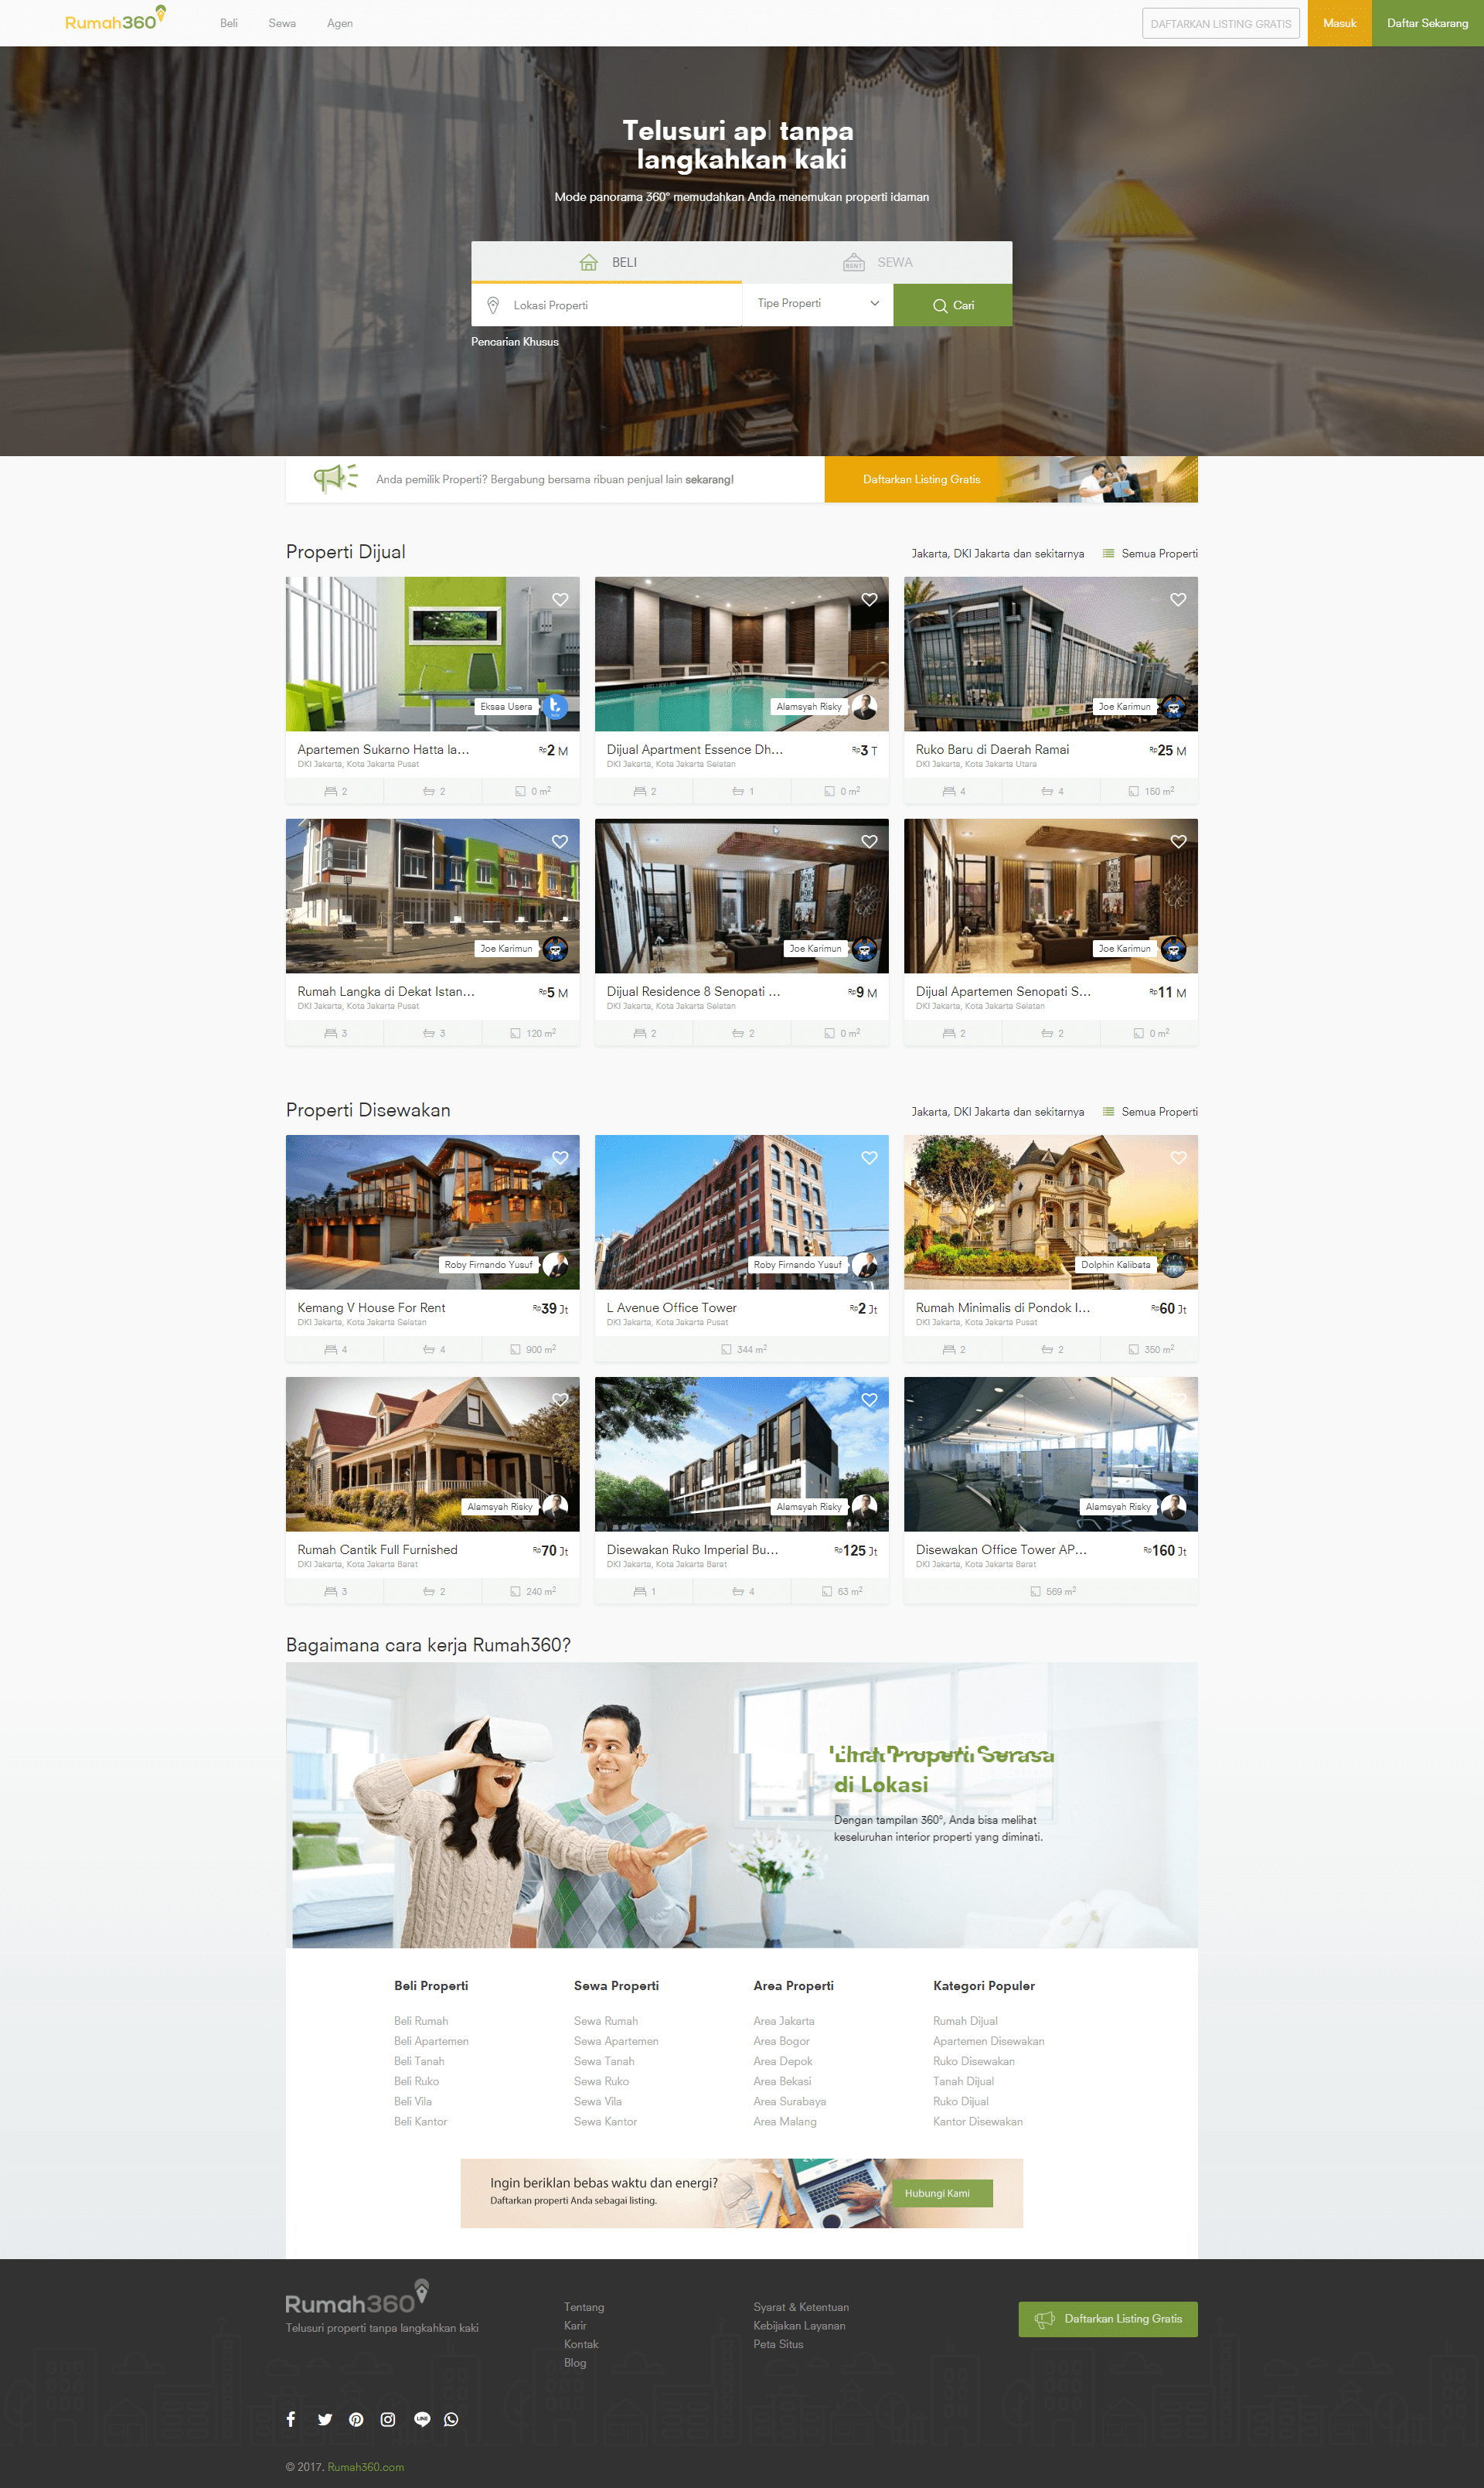 Rumah360
Beli
Sewa
Agen
DAFTARKAN LISTING GRATIS
Masuk
Daftar Sekarang
Telusuri ap| tanpa
langkahkan kaki
Mode panorama 360° memudahkan Anda menemukan properti idaman
BELI
RENT
SEWA
Lokasi Properti
Tipe Properti
Cari
Pencarian Khusus
Anda pemilik Properti? Bergabung bersama ribuan penjual lain sekarang!
Daftarkan Listing Gratis
Properti Dijual
Jakarta, DKI Jakarta dan sekitarnya
Semua Properti
Eksaa Usera
Apartemen Sukarno Hatta la...
Rp2 M
DKI Jakarta, Kota Jakarta Pusat
2
2
0 m²
Alamsyah Risky
Dijual Apartment Essence Dh...
Rp3 T
DKI Jakarta, Kota Jakarta Selatan
2
1
0 m²
Joe Karimun
Ruko Baru di Daerah Ramai
Rp25 M
DKI Jakarta, Kota Jakarta Utara
4
4
150 m²
Joe Karimun
Rumah Langka di Dekat Istan...
Rp5 M
DKI Jakarta, Kota Jakarta Pusat
3
3
120 m²
Joe Karimun
Dijual Residence 8 Senopati ...
Rp9 M
DKI Jakarta, Kota Jakarta Selatan
2
2
0 m²
Joe Karimun
Dijual Apartemen Senopati S...
Rp11 M
DKI Jakarta, Kota Jakarta Selatan
2
2
0 m²
Properti Disewakan
Jakarta, DKI Jakarta dan sekitarnya
Semua Properti
Roby Firnando Yusuf
Kemang V House For Rent
Rp39 Jt
DKI Jakarta, Kota Jakarta Selatan
4
4
900 m²
Roby Firnando Yusuf
L Avenue Office Tower
Rp2 Jt
DKI Jakarta, Kota Jakarta Pusat
344 m²
Dolphin Kalibata
Rumah Minimalis di Pondok I...
Rp60 Jt
DKI Jakarta, Kota Jakarta Pusat
2
2
350 m²
Alamsyah Risky
Rumah Cantik Full Furnished
Rp70 Jt
DKI Jakarta, Kota Jakarta Barat
3
2
240 m²
Alamsyah Risky
Disewakan Ruko Imperial Bu...
Rp125 Jt
DKI Jakarta, Kota Jakarta Barat
1
4
63 m²
Alamsyah Risky
Disewakan Office Tower AP...
Rp160 Jt
DKI Jakarta, Kota Jakarta Barat
569 m²
Bagaimana cara kerja Rumah360?
Lihat Properti Serasa
di Lokasi
Dengan tampilan 360°, Anda bisa melihat
keseluruhan interior properti yang diminati.
Beli Properti
Beli Rumah
Beli Apartemen
Beli Tanah
Beli Ruko
Beli Vila
Beli Kantor
Sewa Properti
Sewa Rumah
Sewa Apartemen
Sewa Tanah
Sewa Ruko
Sewa Vila
Sewa Kantor
Area Properti
Area Jakarta
Area Bogor
Area Depok
Area Bekasi
Area Surabaya
Area Malang
Kategori Populer
Rumah Dijual
Apartemen Disewakan
Ruko Disewakan
Tanah Dijual
Ruko Dijual
Kantor Disewakan
Ingin beriklan bebas waktu dan energi?
Daftarkan properti Anda sebagai listing.
Hubungi Kami
Rumah360
Telusuri properti tanpa langkahkan kaki
Tentang
Karir
Kontak
Blog
Syarat & Ketentuan
Kebijakan Layanan
Peta Situs
Daftarkan Listing Gratis
LINE
© 2017. Rumah360.com